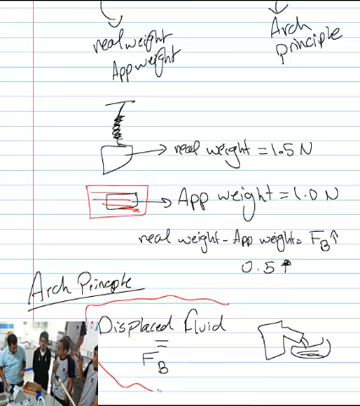 real weight
App weight
Arch
principle
real weight = 1.5 N
App weight = 1.0 N
real weight - App weight = FB ↑
0.5 ↑
Arch Principle
Displaced fluid
=
FB